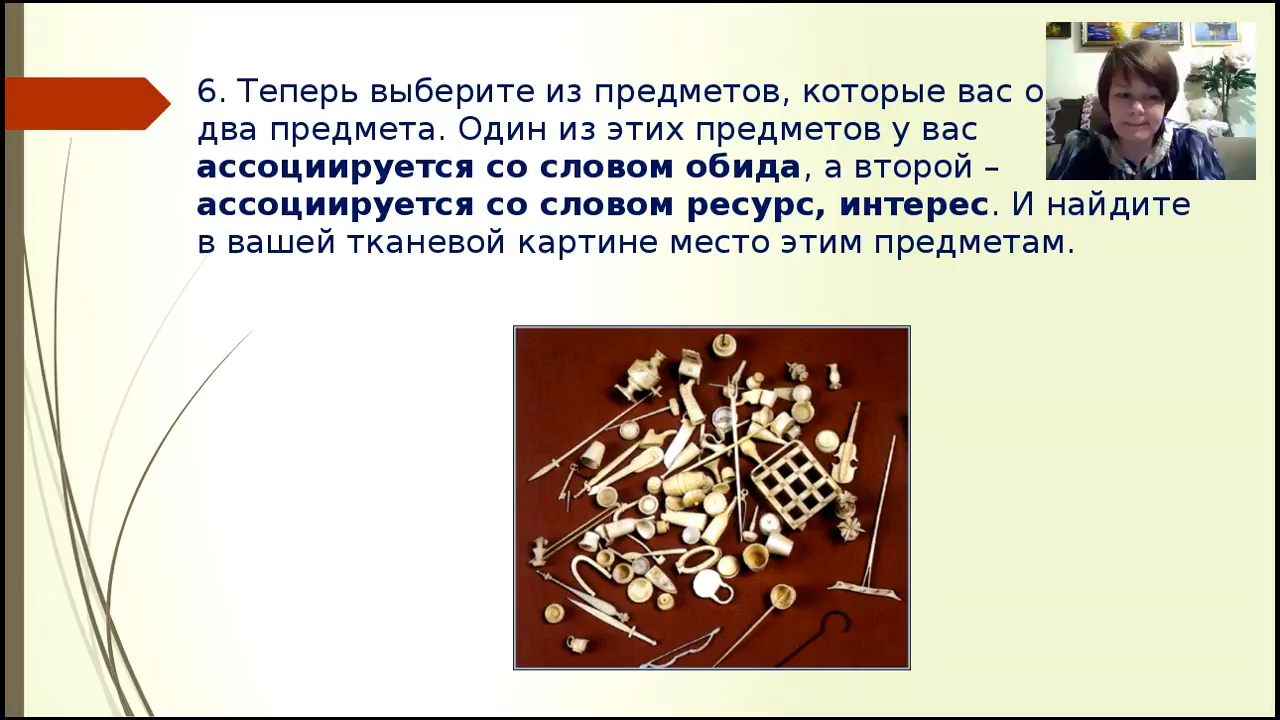 6. Теперь выберите из предметов, которые вас
два предмета. Один из этих предметов у вас
ассоциируется со словом обида, а второй –
ассоциируется со словом ресурс, интерес. И найдите
в вашей тканевой картине место этим предметам.